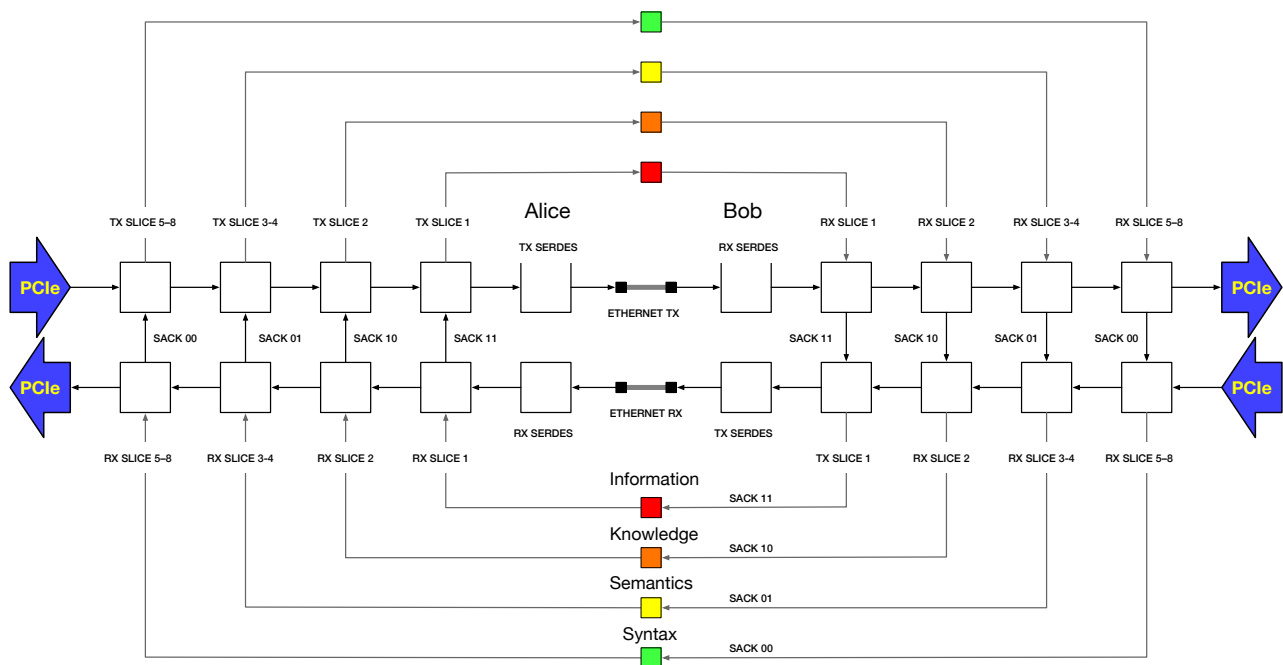 TX SLICE 5–8
TX SLICE 3-4
TX SLICE 2
TX SLICE 1
Alice
Bob
RX SLICE 1
RX SLICE 2
RX SLICE 3-4
RX SLICE 5–8
TX SERDES
RX SERDES
PCIe
PCIe
ETHERNET TX
SACK 00
SACK 01
SACK 10
SACK 11
SACK 11
SACK 10
SACK 01
SACK 00
PCIe
PCIe
ETHERNET RX
RX SERDES
TX SERDES
RX SLICE 5–8
RX SLICE 3-4
RX SLICE 2
RX SLICE 1
TX SLICE 1
RX SLICE 2
RX SLICE 3-4
RX SLICE 5–8
Information
SACK 11
Knowledge
SACK 10
Semantics
SACK 01
Syntax
SACK 00